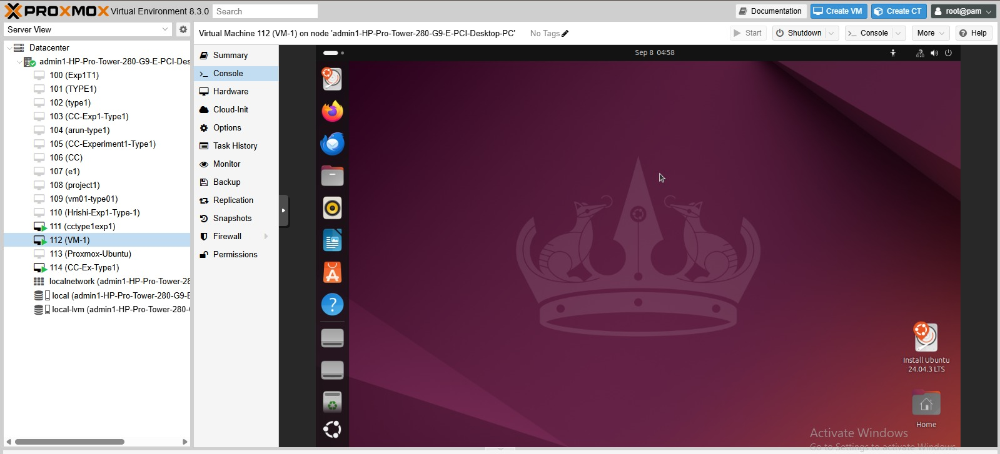 PROXMOX Virtual Environment 8.3.0 Search Documentation Create VM Create CT root@pam
Server View
Virtual Machine 112 (VM-1) on node 'admin1-HP-Pro-Tower-280-G9-E-PCI-Desktop-PC' No Tags Start Shutdown Console More Help
Datacenter
admin1-HP-Pro-Tower-280-G9-E-PCI-Des
100 (Exp1T1)
101 (TYPE1)
102 (type1)
103 (CC-Exp1-Type1)
104 (arun-type1)
105 (CC-Experiment1-Type1)
106 (CC)
107 (e1)
108 (project1)
109 (vm01-type01)
110 (Hrishi-Exp1-Type-1)
111 (cctype1exp1)
112 (VM-1)
113 (Proxmox-Ubuntu)
114 (CC-Ex-Type1)
localnetwork (admin1-HP-Pro-Tower-28
local (admin1-HP-Pro-Tower-280-G9-E
local-lvm (admin1-HP-Pro-Tower-280-
Summary
Console
Hardware
Cloud-Init
Options
Task History
Monitor
Backup
Replication
Snapshots
Firewall
Permissions
Sep 8 04:58
Install Ubuntu
24.04.3 LTS
Home
Activate Windows
Go to Settings to activate Windows.